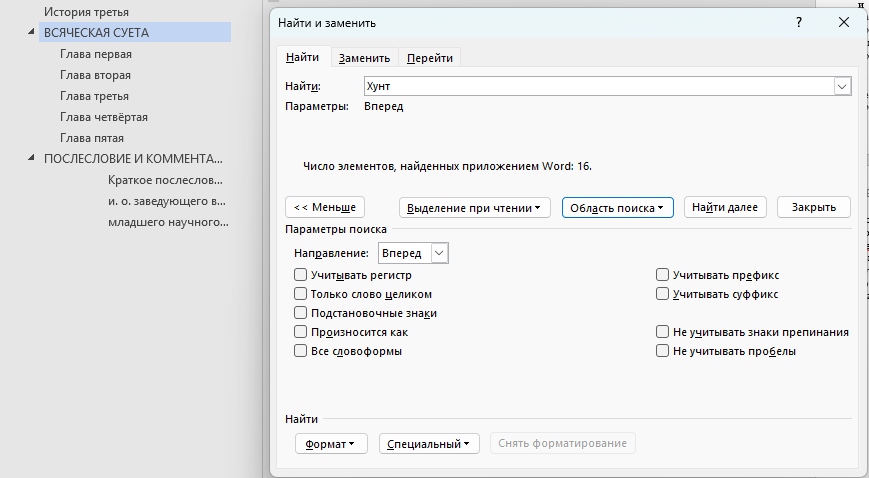 История третья
ВСЯЧЕСКАЯ СУЕТА
Глава первая
Глава вторая
Глава третья
Глава четвёртая
Глава пятая
ПОСЛЕСЛОВИЕ И КОММЕНТА...
Краткое послеслов...
и. о. заведующего в...
младшего научного...
Найти и заменить
?
Найти
Заменить
Перейти
Найти:
Хунт
Параметры:
Вперед
Число элементов, найденных приложением Word: 16.
<< Меньше
Выделение при чтении
Область поиска
Найти далее
Закрыть
Параметры поиска
Направление:
Вперед
Учитывать регистр
Учитывать префикс
Только слово целиком
Учитывать суффикс
Подстановочные знаки
Произносится как
Не учитывать знаки препинания
Все словоформы
Не учитывать пробелы
Найти
Формат
Специальный
Снять форматирование